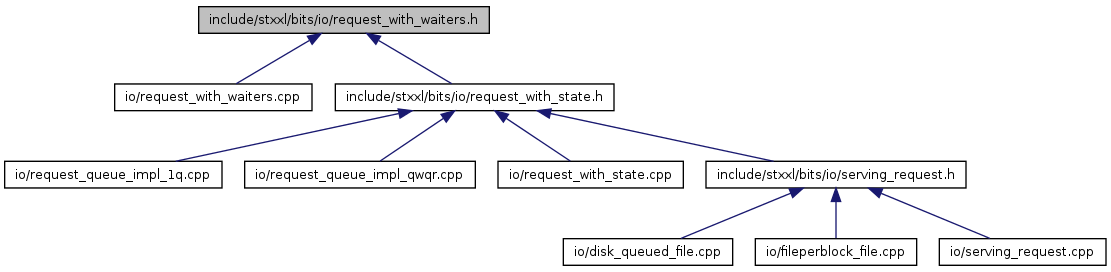 include/stxxl/bits/io/request_with_waiters.h
io/request_with_waiters.cpp
include/stxxl/bits/io/request_with_state.h
io/request_queue_impl_1q.cpp
io/request_queue_impl_qwqr.cpp
io/request_with_state.cpp
include/stxxl/bits/io/serving_request.h
io/disk_queued_file.cpp
io/fileperblock_file.cpp
io/serving_request.cpp